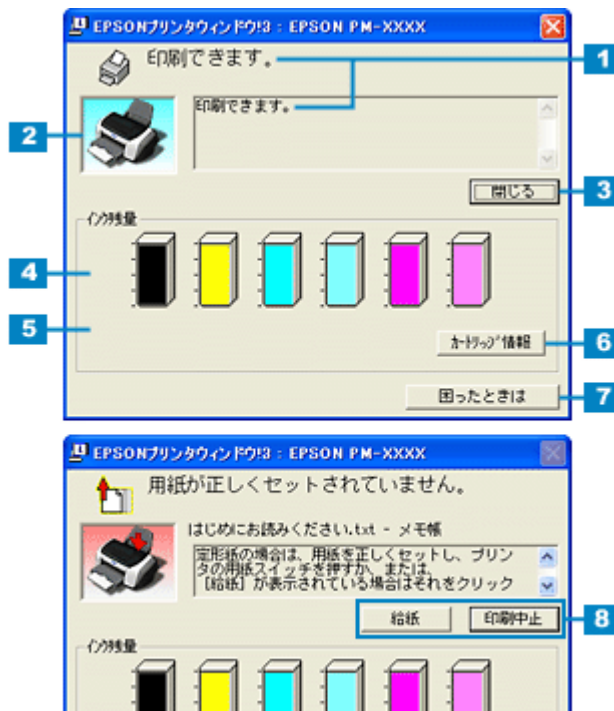 EPSONプリンタウィンドウ!3 : EPSON PM-XXXX
印刷できます。
1
印刷できます。
2
閉じる
3
インク残量
4
5
カートリッジ情報
6
困ったときは
7
EPSONプリンタウィンドウ!3 : EPSON PM-XXXX
用紙が正しくセットされていません。
はじめにお読みください.txt - メモ帳
定形紙の場合は、用紙を正しくセットし、プリン
タの用紙スイッチを押すか、または、
[給紙]が表示されている場合はそれをクリック
給紙
印刷中止
8
インク残量